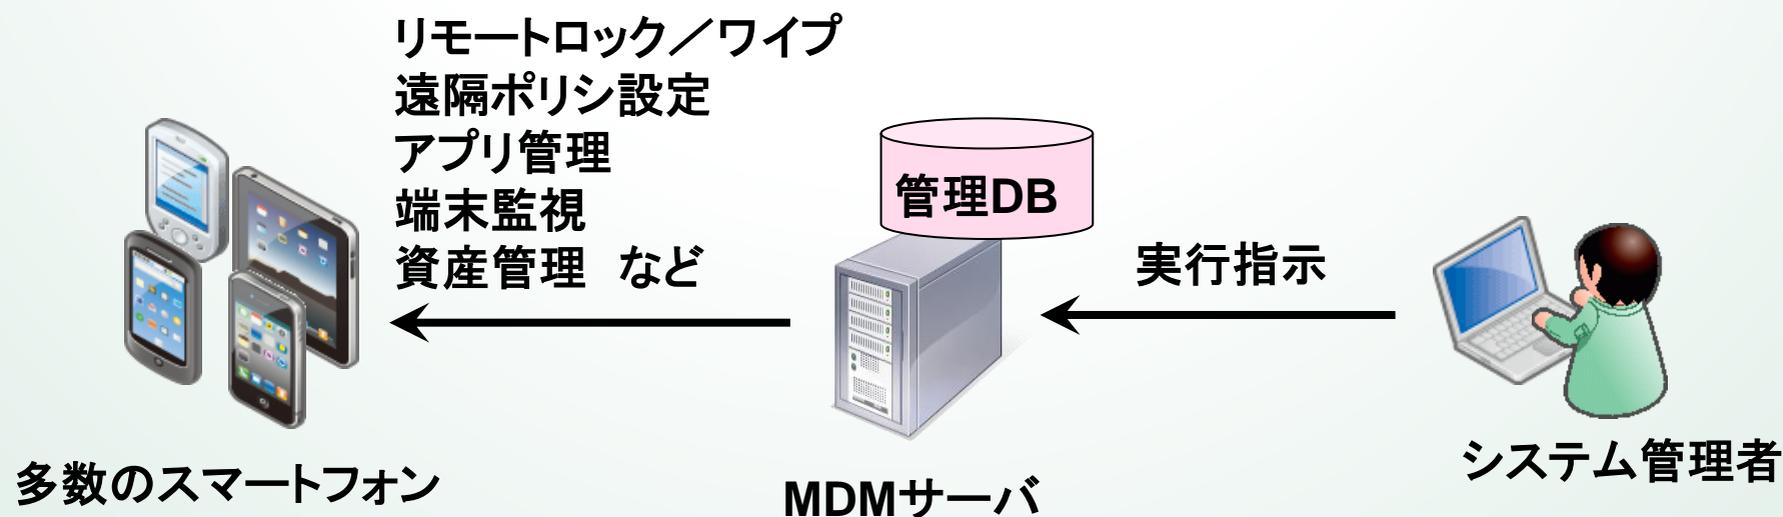 リモートロック／ワイプ
遠隔ポリシ設定
アプリ管理
端末監視
資産管理　など
管理DB
実行指示
多数のスマートフォン
MDMサーバ
システム管理者